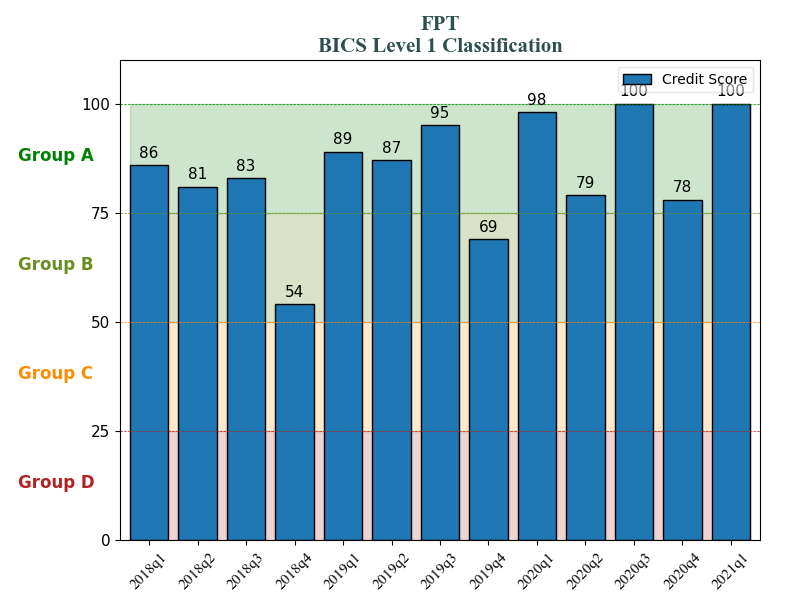 FPT
BICS Level 1 Classification
Credit Score
100
75
50
25
0
Group A
Group B
Group C
Group D
86
81
83
54
89
87
95
69
98
79
100
78
100
2018q1
2018q2
2018q3
2018q4
2019q1
2019q2
2019q3
2019q4
2020q1
2020q2
2020q3
2020q4
2021q1